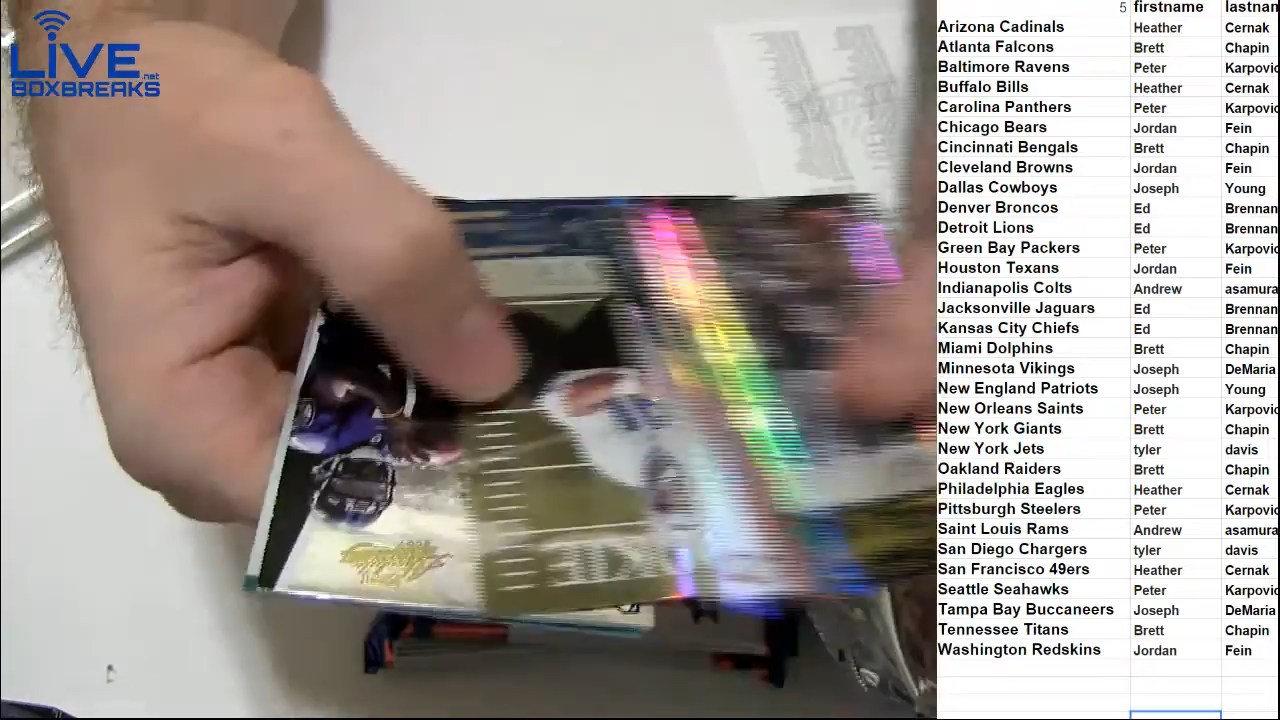 LIVE
.net
BOXBREAKS
5 firstname lastnam
Arizona Cadinals Heather Cernak
Atlanta Falcons Brett Chapin
Baltimore Ravens Peter Karpovic
Buffalo Bills Heather Cernak
Carolina Panthers Peter Karpovic
Chicago Bears Jordan Fein
Cincinnati Bengals Brett Chapin
Cleveland Browns Jordan Fein
Dallas Cowboys Joseph Young
Denver Broncos Ed Brennan
Detroit Lions Ed Brennan
Green Bay Packers Peter Karpovic
Houston Texans Jordan Fein
Indianapolis Colts Andrew asamura
Jacksonville Jaguars Ed Brennan
Kansas City Chiefs Ed Brennan
Miami Dolphins Brett Chapin
Minnesota Vikings Joseph DeMaria
New England Patriots Joseph Young
New Orleans Saints Peter Karpovic
New York Giants Brett Chapin
New York Jets tyler davis
Oakland Raiders Brett Chapin
Philadelphia Eagles Heather Cernak
Pittsburgh Steelers Peter Karpovic
Saint Louis Rams Andrew asamura
San Diego Chargers tyler davis
San Francisco 49ers Heather Cernak
Seattle Seahawks Peter Karpovic
Tampa Bay Buccaneers Joseph DeMaria
Tennessee Titans Brett Chapin
Washington Redskins Jordan Fein